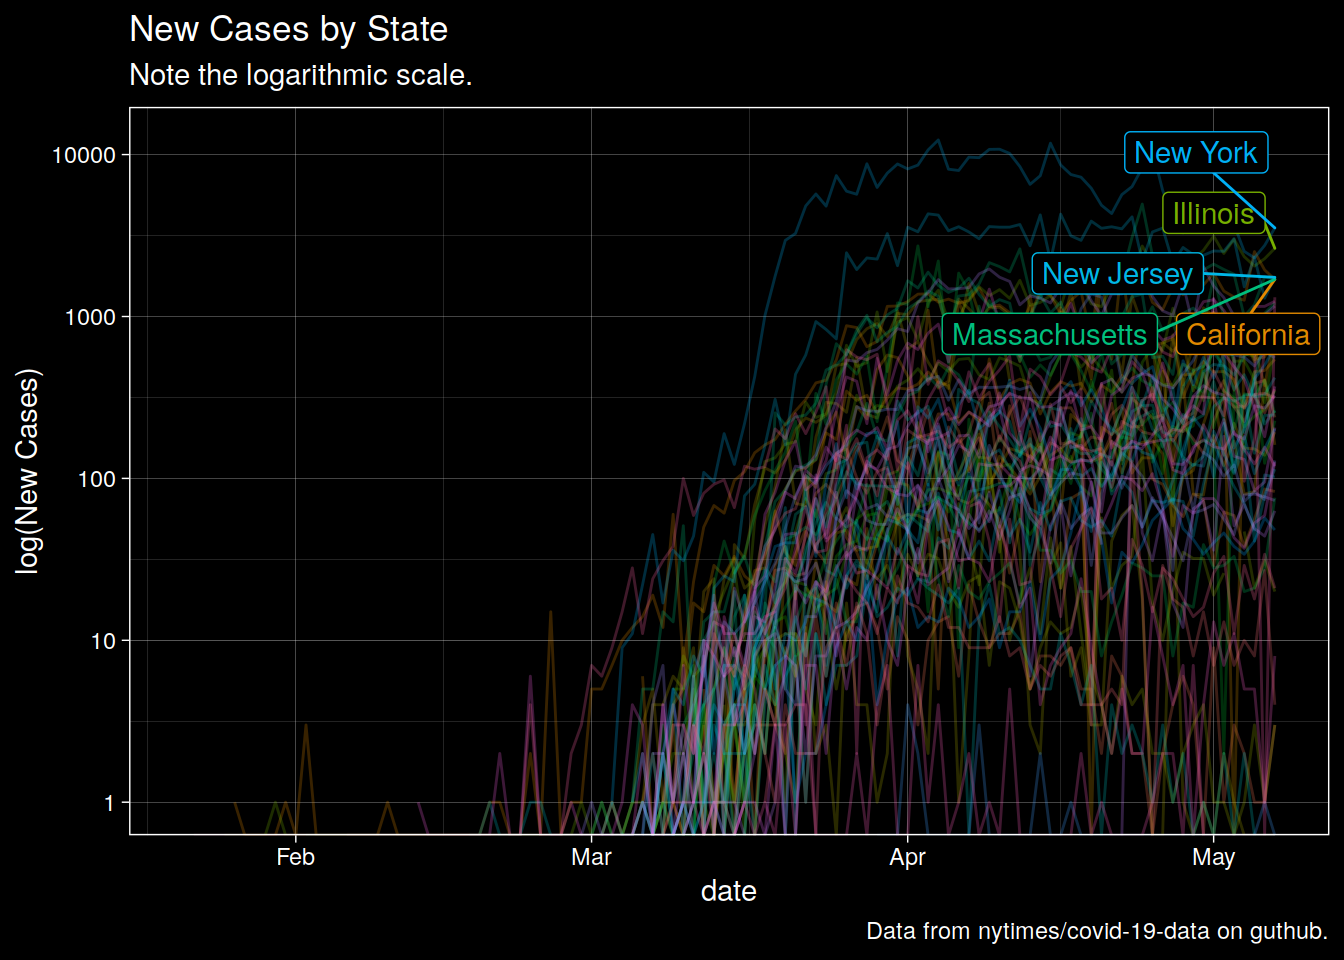 New Cases by State
Note the logarithmic scale.
log(New Cases)
10000
1000
100
10
1
New York
Illinois
New Jersey
Massachusetts
California
Feb
Mar
Apr
May
date
Data from nytimes/covid-19-data on guthub.